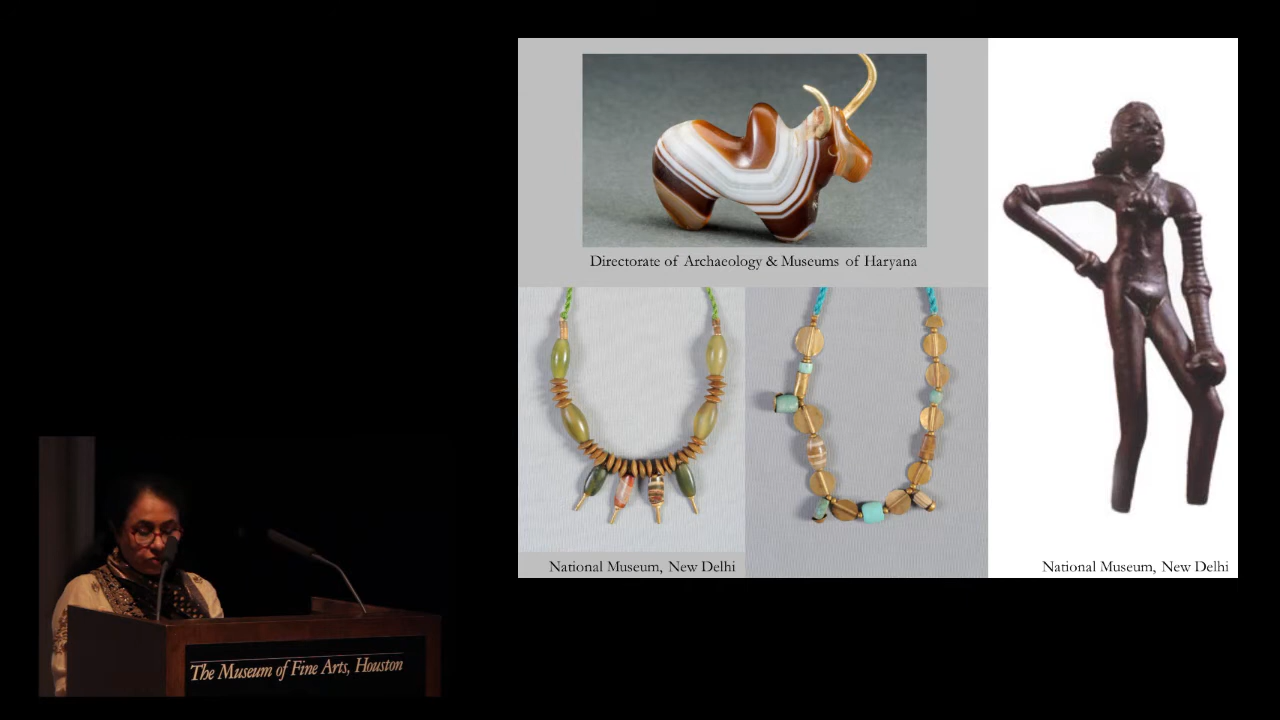 Directorate of Archaeology & Museums of Haryana
National Museum, New Delhi
National Museum, New Delhi
The Museum of Fine Arts, Houston